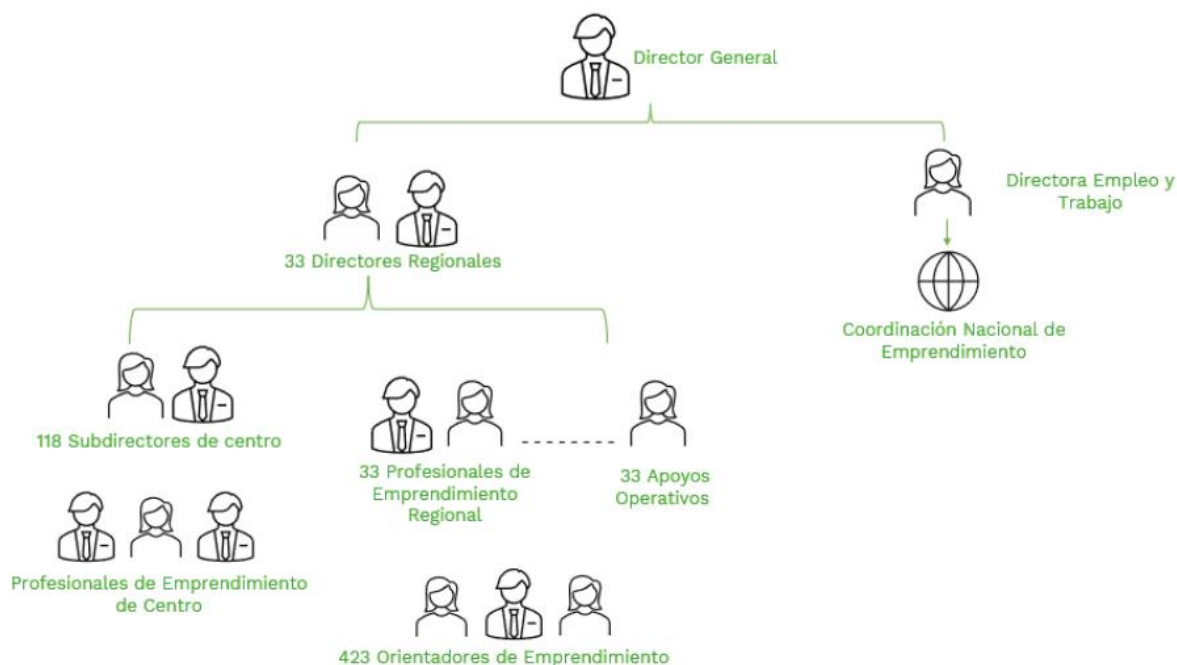 Director General
Directora Empleo y
Trabajo
33 Directores Regionales
Coordinación Nacional de
Emprendimiento
118 Subdirectores de centro
33 Profesionales de
Emprendimiento
Regional
33 Apoyos
Operativos
Profesionales de Emprendimiento
de Centro
423 Orientadores de Emprendimiento